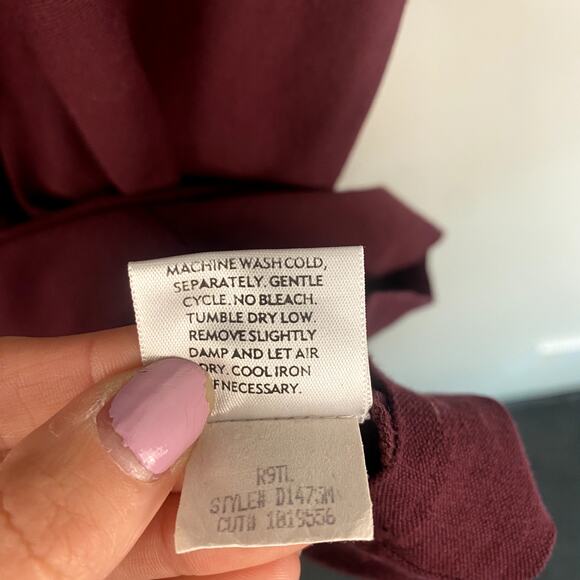 MACHINE WASH COLD,
SEPARATELY. GENTLE
CYCLE. NO BLEACH.
TUMBLE DRY LOW.
REMOVE SLIGHTLY
DAMP AND LET AIR
DRY. COOL IRON
IF NECESSARY.
R9TL
STYLE# D1473M
CUT# 1819556